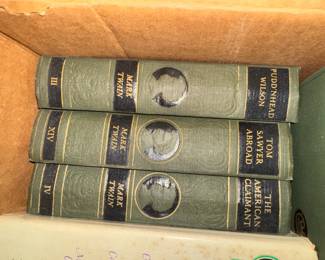 III
MARK
TWAIN
PUDD'NHEAD
WILSON
XIV
MARK
TWAIN
TOM
SAWYER
ABROAD
IV
MARK
TWAIN
THE
AMERICAN
CLAIMANT